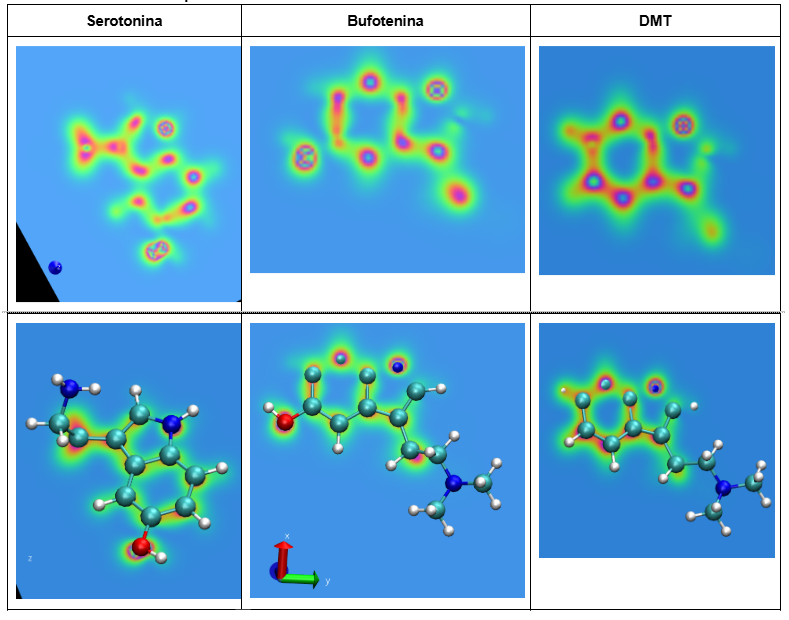 Serotonina
Bufotenina
DMT
z
x
y